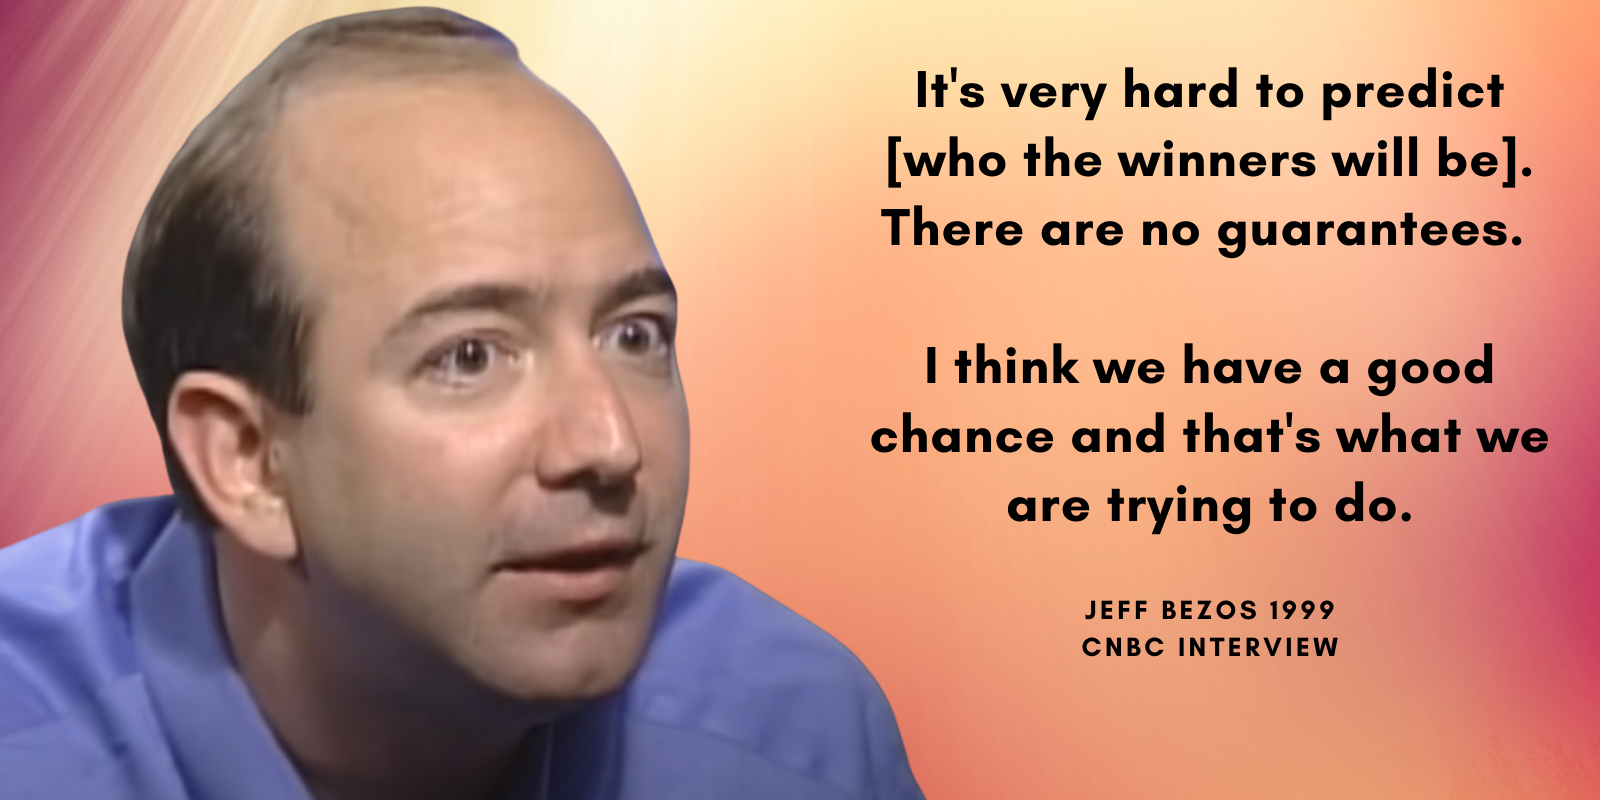 It's very hard to predict
[who the winners will be].
There are no guarantees.
I think we have a good
chance and that's what we
are trying to do.
JEFF BEZOS 1999
CNBC INTERVIEW